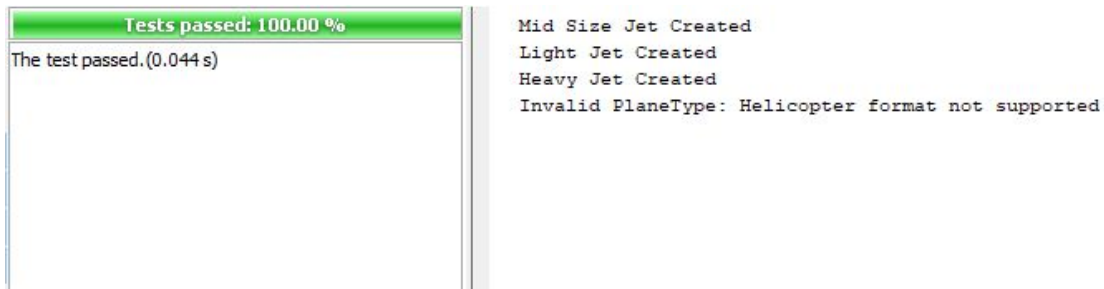 Tests passed: 100.00 %
The test passed.(0.044 s)
Mid Size Jet Created
Light Jet Created
Heavy Jet Created
Invalid PlaneType: Helicopter format not supported